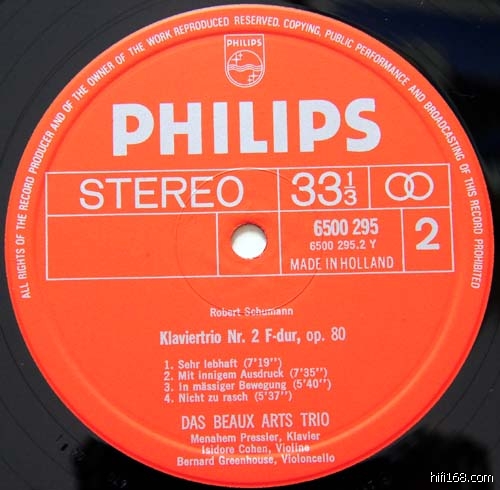 ALL RIGHTS OF THE RECORD PRODUCER AND OF THE OWNER OF THE WORK REPRODUCED RESERVED. COPYING, PUBLIC PERFORMANCE AND BROADCASTING OF THIS RECORD PROHIBITED
PHILIPS
PHILIPS
STEREO
33 1/3
6500 295
6500 295.2 Y
MADE IN HOLLAND
2
Robert Schumann
Klaviertrio Nr. 2 F-dur, op. 80
1. Sehr lebhaft (7'19'')
2. Mit innigem Ausdruck (7'35'')
3. In mässiger Bewegung (5'40'')
4. Nicht zu rasch (5'37'')
DAS BEAUX ARTS TRIO
Menahem Pressler, Klavier
Isidore Cohen, Violine
Bernard Greenhouse, Violoncello
hifi168.com